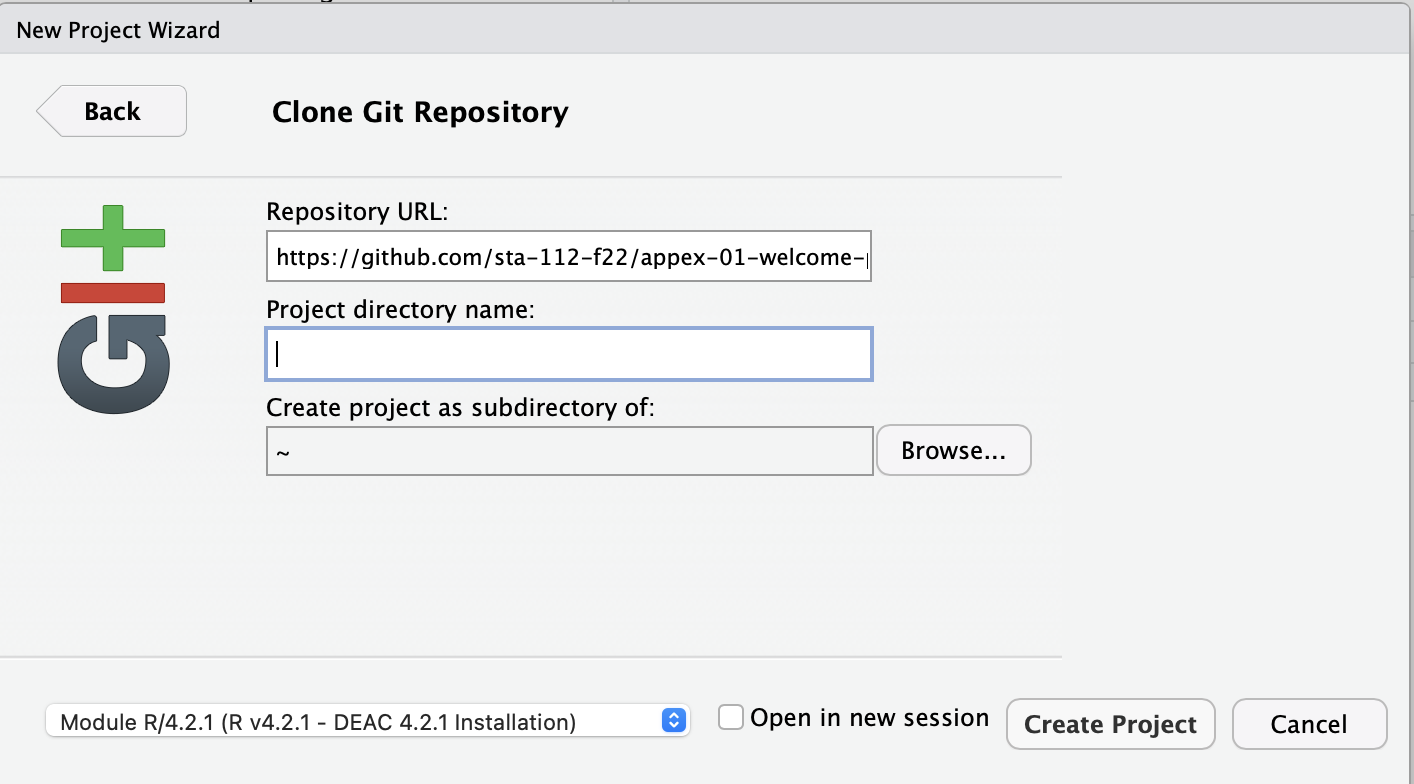 New Project Wizard
Back
Clone Git Repository
GIt
Repository URL:
https://github.com/sta-112-f22/appex-01-welcome-
Project directory name:
Create project as subdirectory of:
~
Browse...
Module R/4.2.1 (R v4.2.1 - DEAC 4.2.1 Installation)
Open in new session
Create Project
Cancel